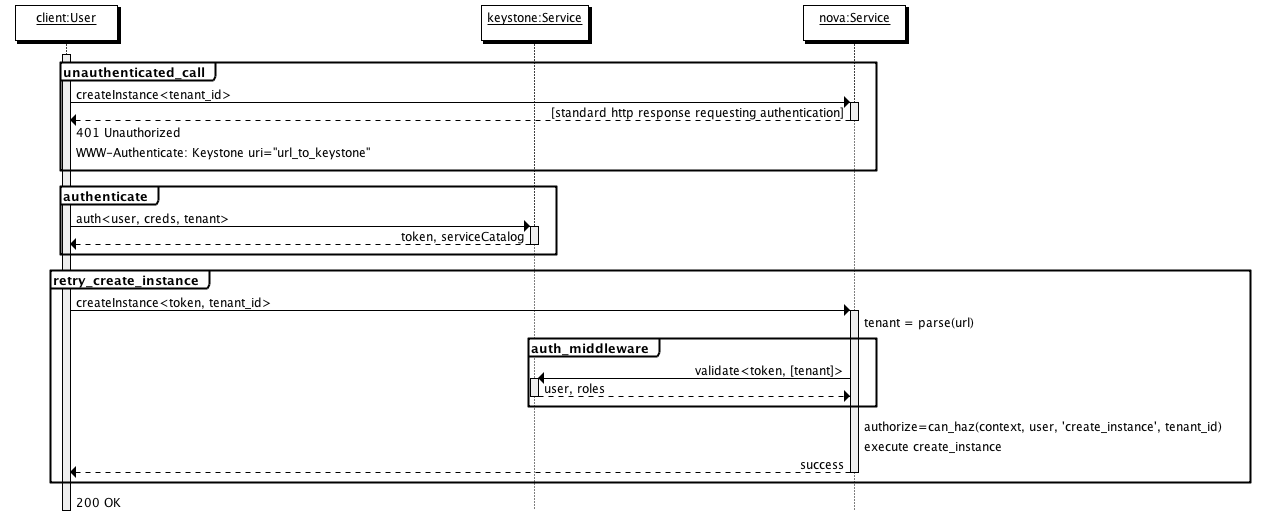 client:User
keystone:Service
nova:Service
unauthenticated_call
createInstance<tenant_id>
[standard http response requesting authentication]
401 Unauthorized
WWW-Authenticate: Keystone uri="url_to_keystone"
authenticate
auth<user, creds, tenant>
token, serviceCatalog
retry_create_instance
createInstance<token, tenant_id>
tenant = parse(url)
auth_middleware
validate<token, [tenant]>
user, roles
authorize=can_haz(context, user, 'create_instance', tenant_id)
execute create_instance
success
200 OK